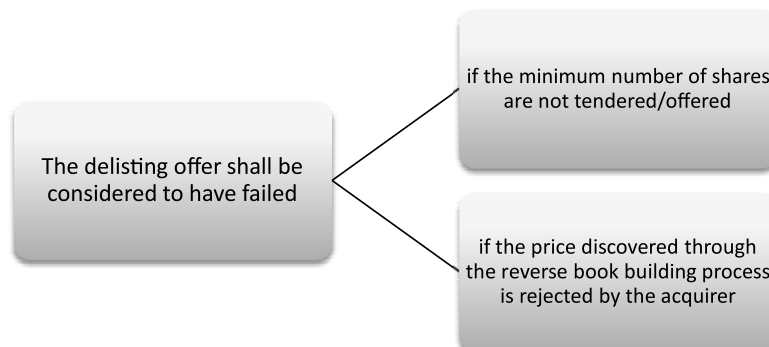 The delisting offer shall be
considered to have failed
if the minimum number of shares
are not tendered/offered
if the price discovered through
the reverse book building process
is rejected by the acquirer